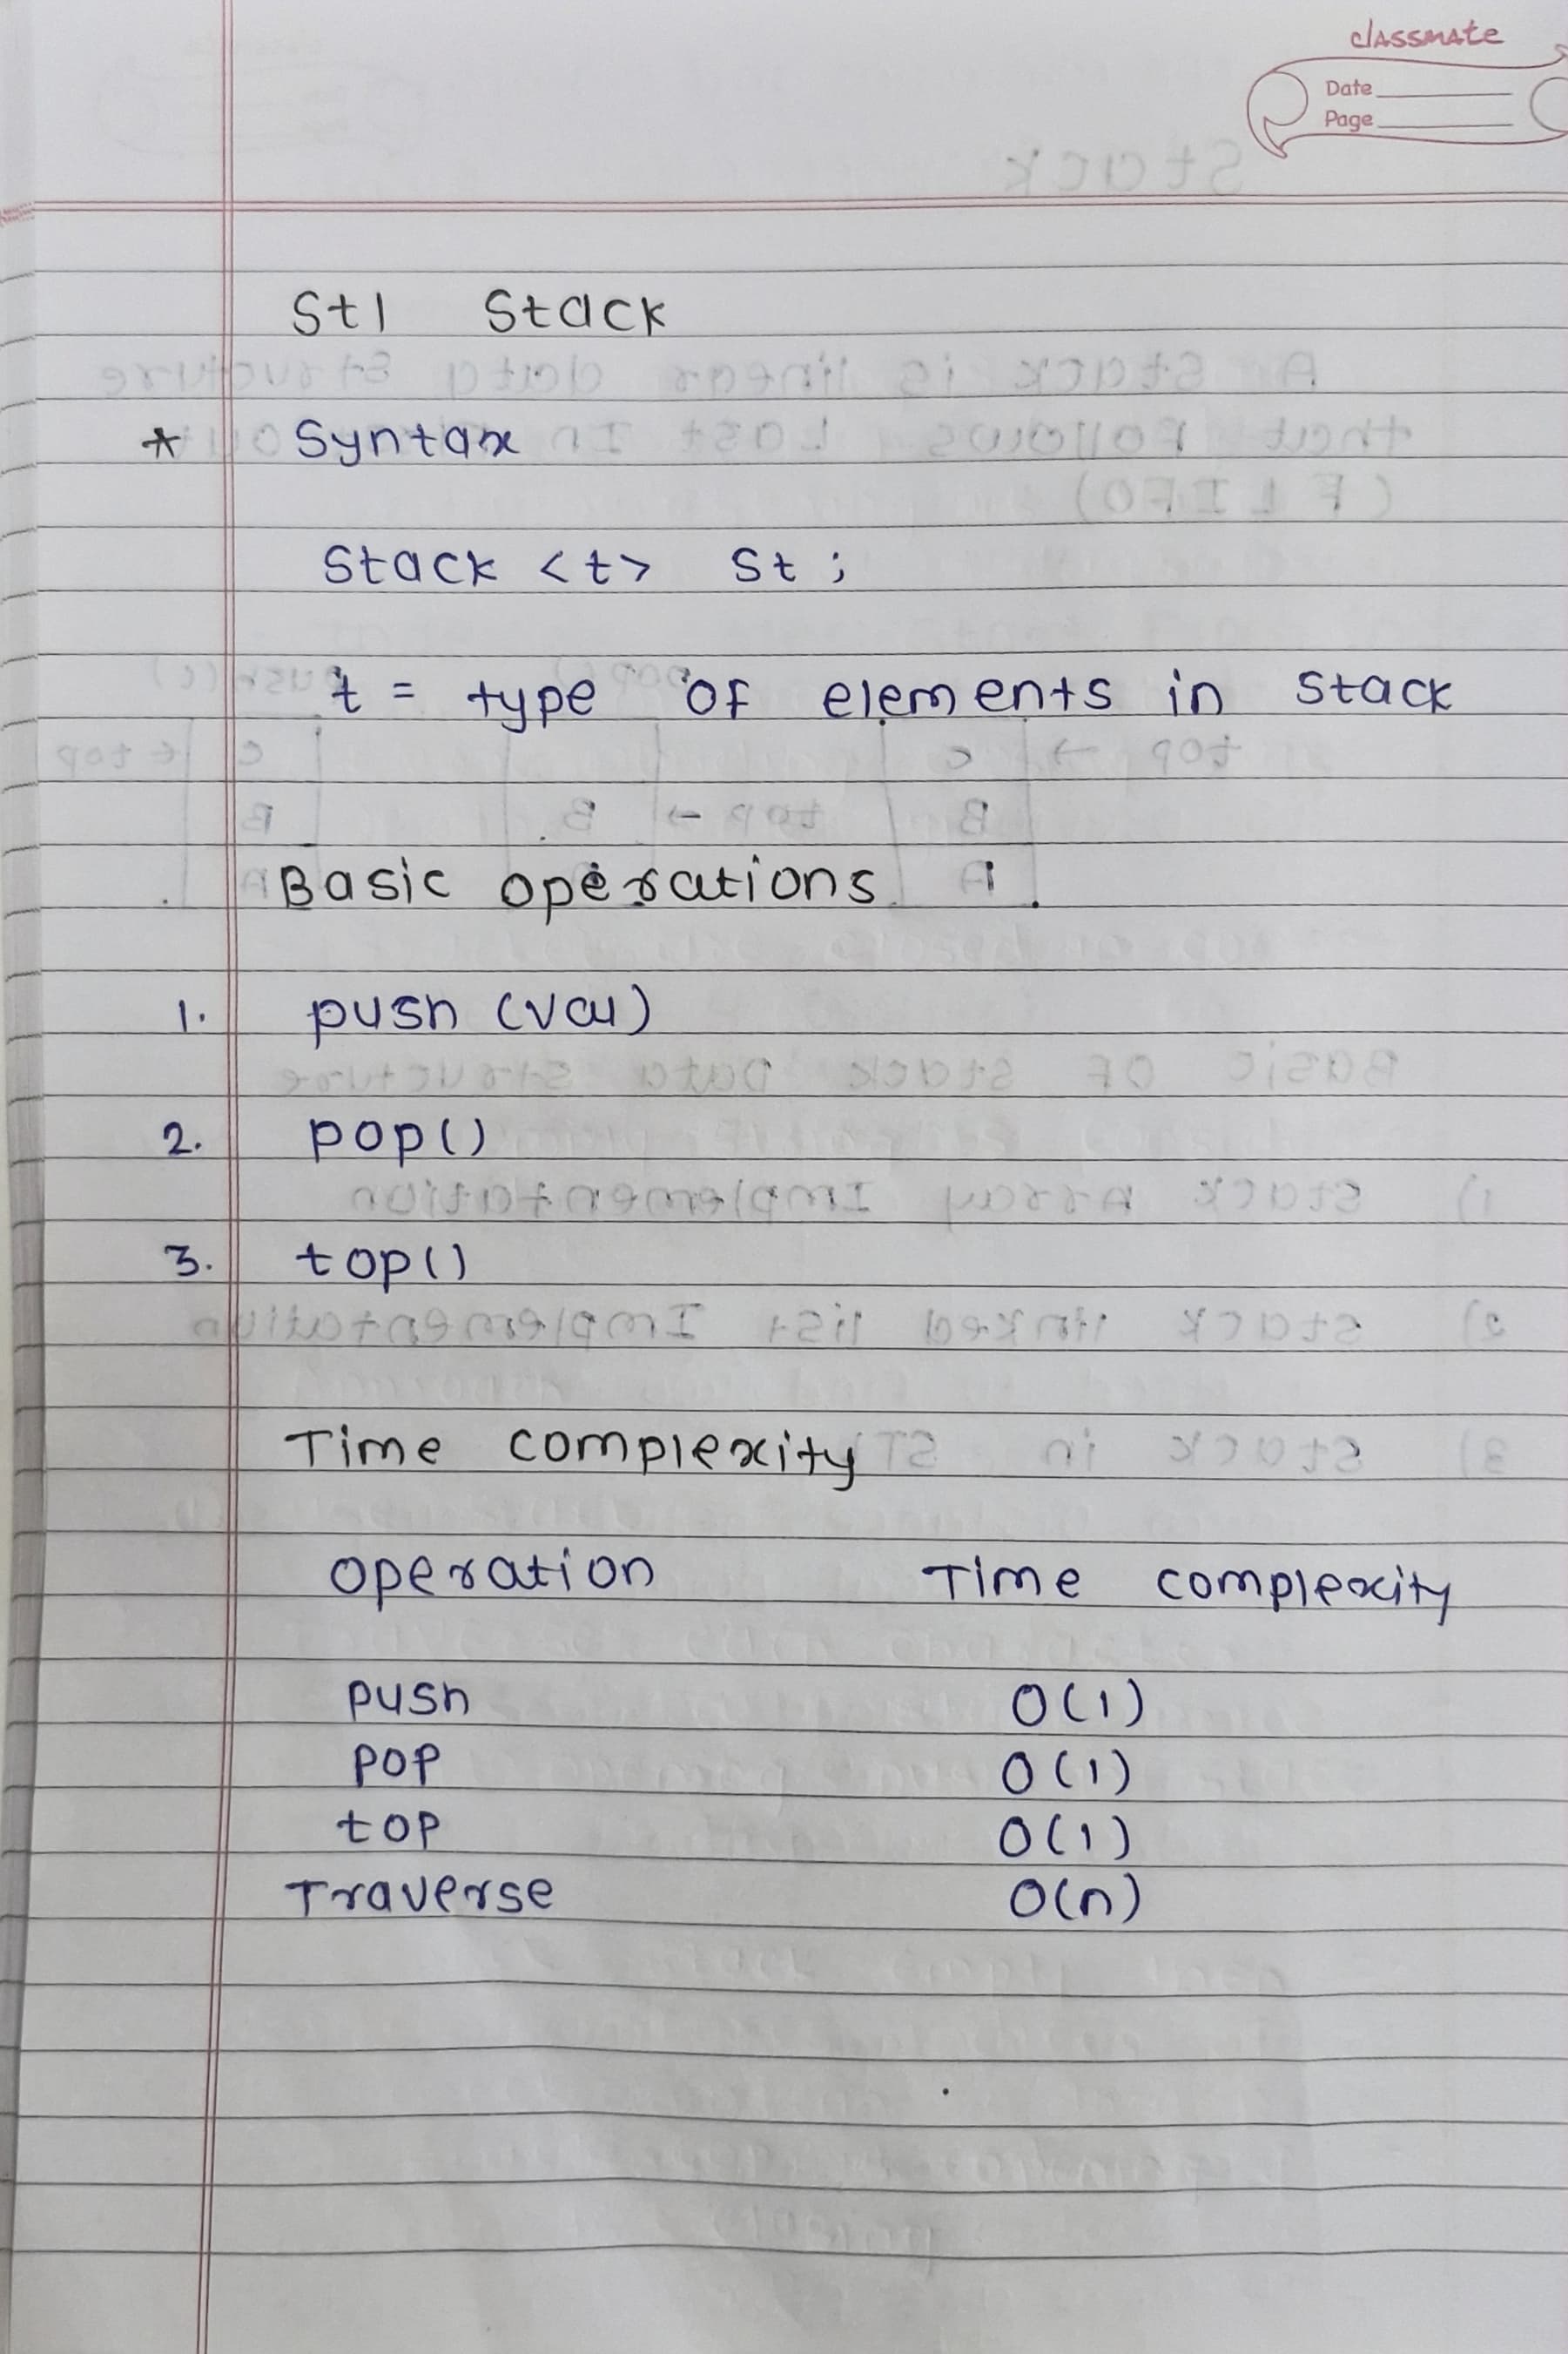 classmate
Date
Page
Stl Stack
* Syntax
Stack <t> St ;
t = type of elements in Stack
Basic operations
1. push (val)
2. pop()
3. top()
Time complexity
operation Time complexity
push O(1)
pop O(1)
top O(1)
Traverse O(n)